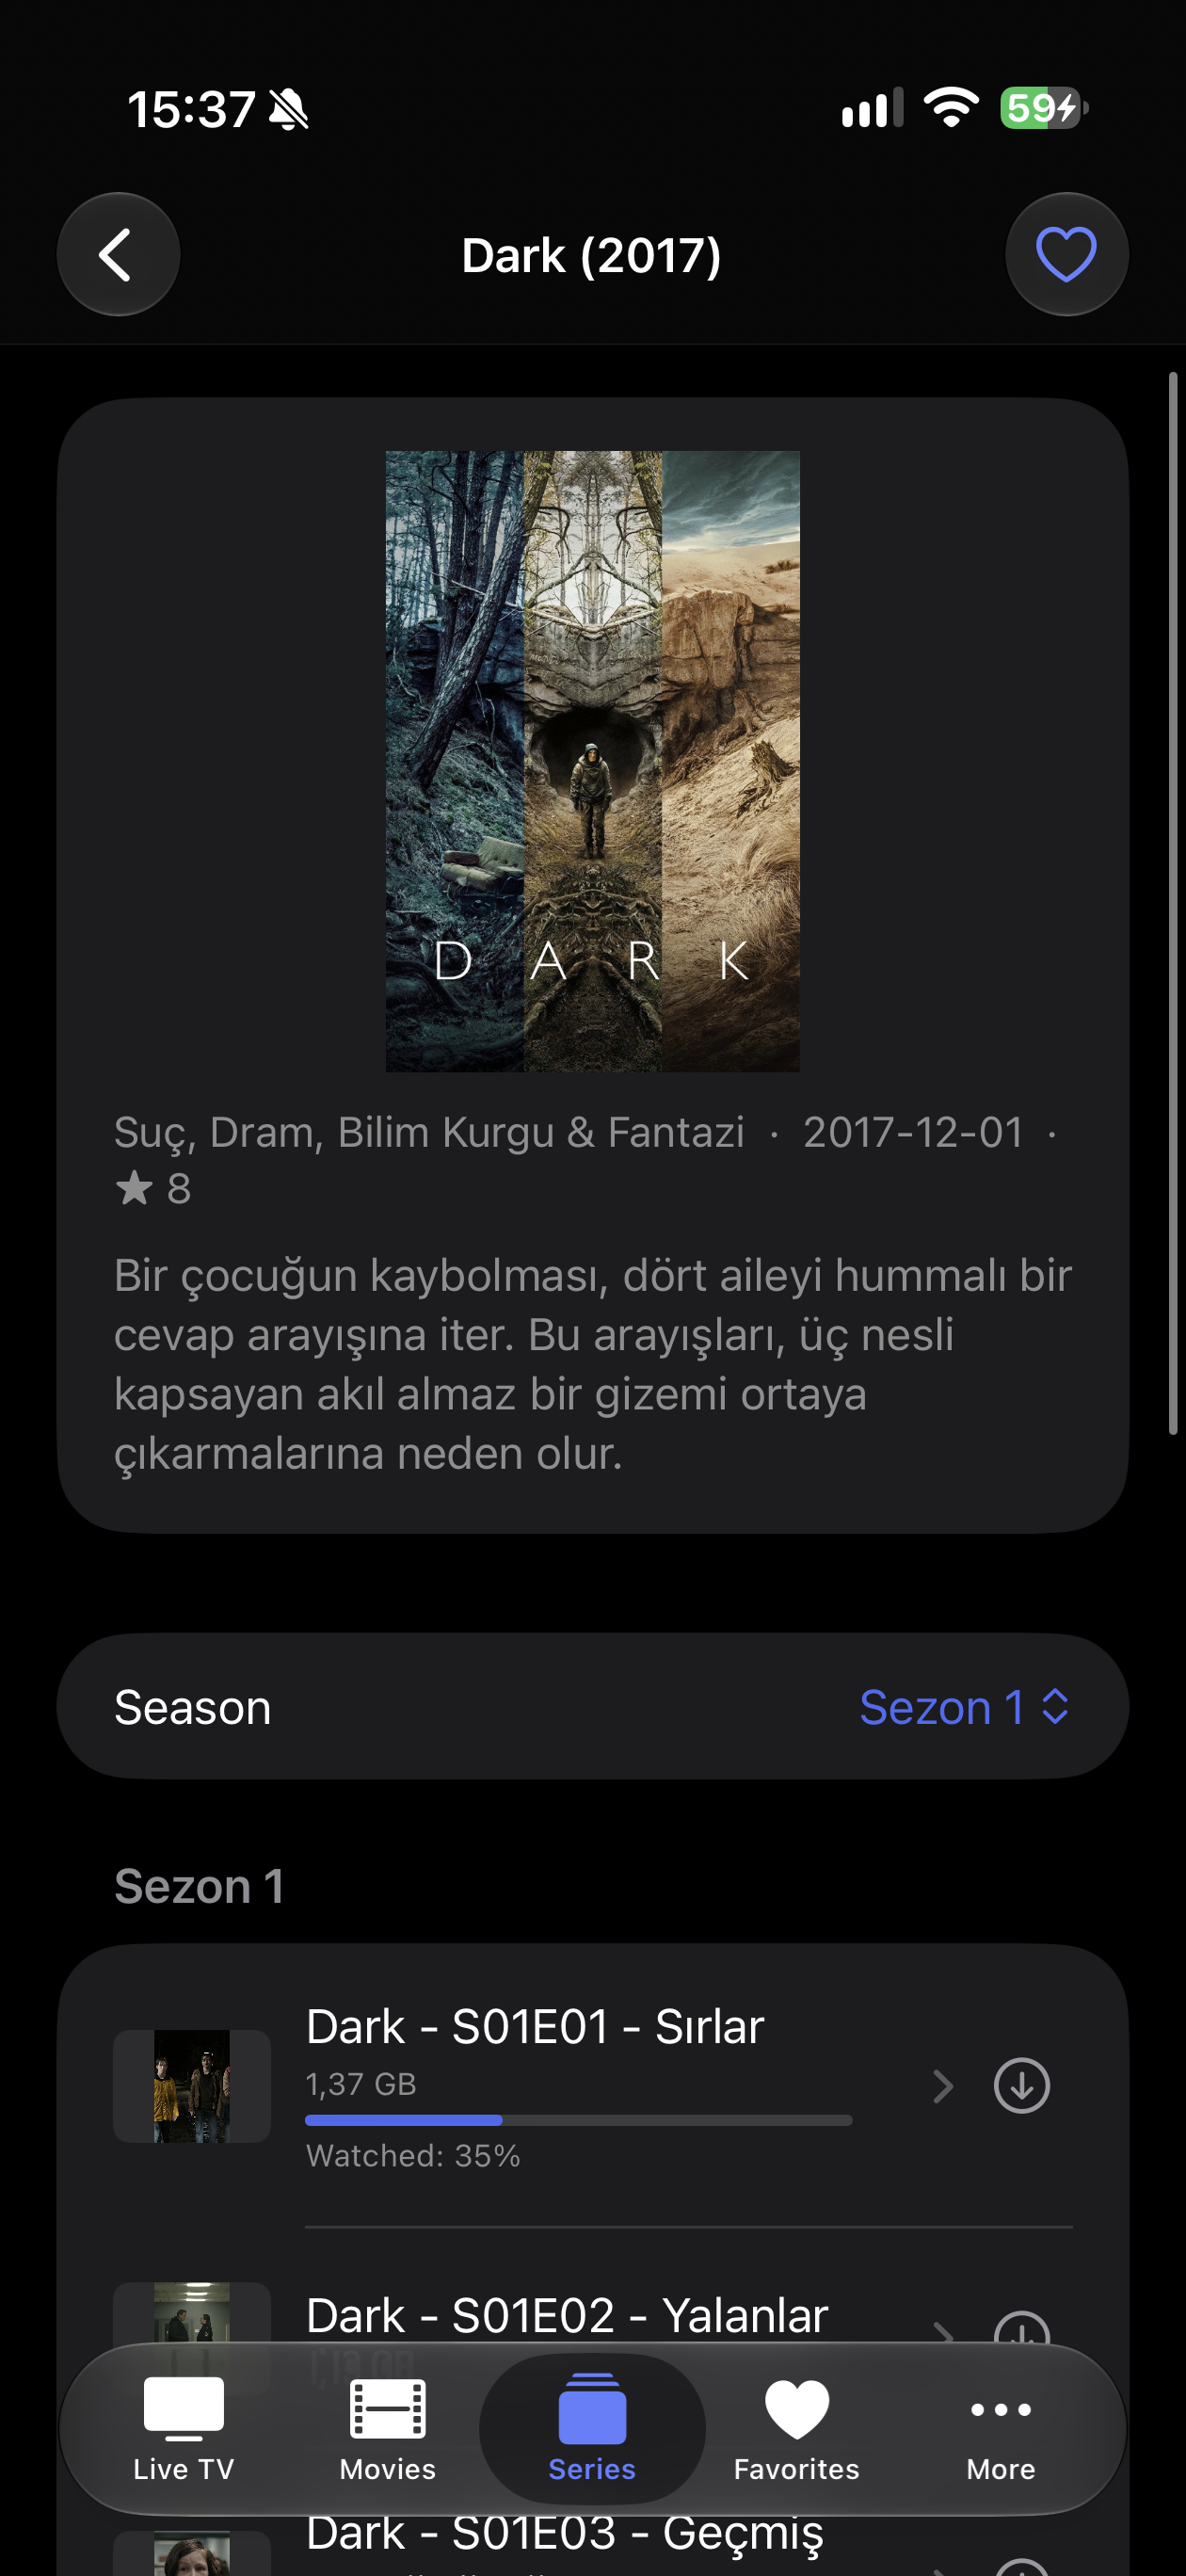 15:37
59
Dark (2017)
D A R K
Suç, Dram, Bilim Kurgu & Fantazi · 2017-12-01 ·
★ 8
Bir çocuğun kaybolması, dört aileyi hummalı bir
cevap arayışına iter. Bu arayışları, üç nesli
kapsayan akıl almaz bir gizemi ortaya
çıkarmalarına neden olur.
Season
Sezon 1
Sezon 1
Dark - S01E01 - Sırlar
1,37 GB
Watched: 35%
Dark - S01E02 - Yalanlar
Live TV
Movies
Series
Favorites
More
Dark - S01E03 - Geçmiş